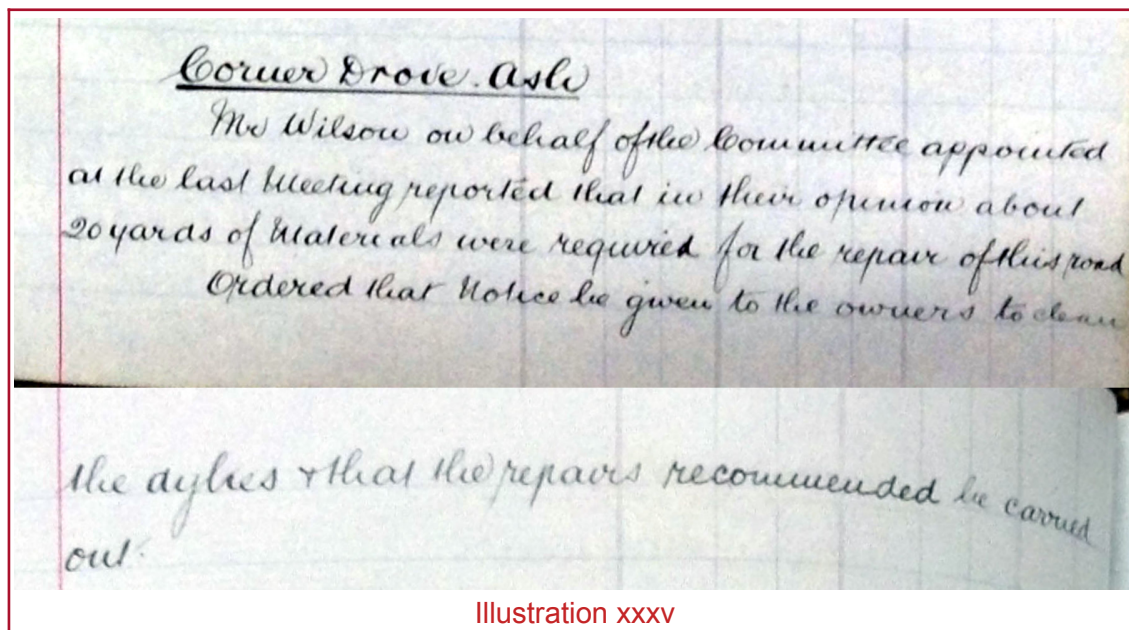 Corner Drove. Ash
Mr Wilson on behalf of the Committee appointed
at the last Meeting reported that in their opinion about
20 yards of Materials were required for the repair of this road
Ordered that Notice be given to the owners to clean
the dykes + that the repairs recommended be carried
out.
Illustration xxxv